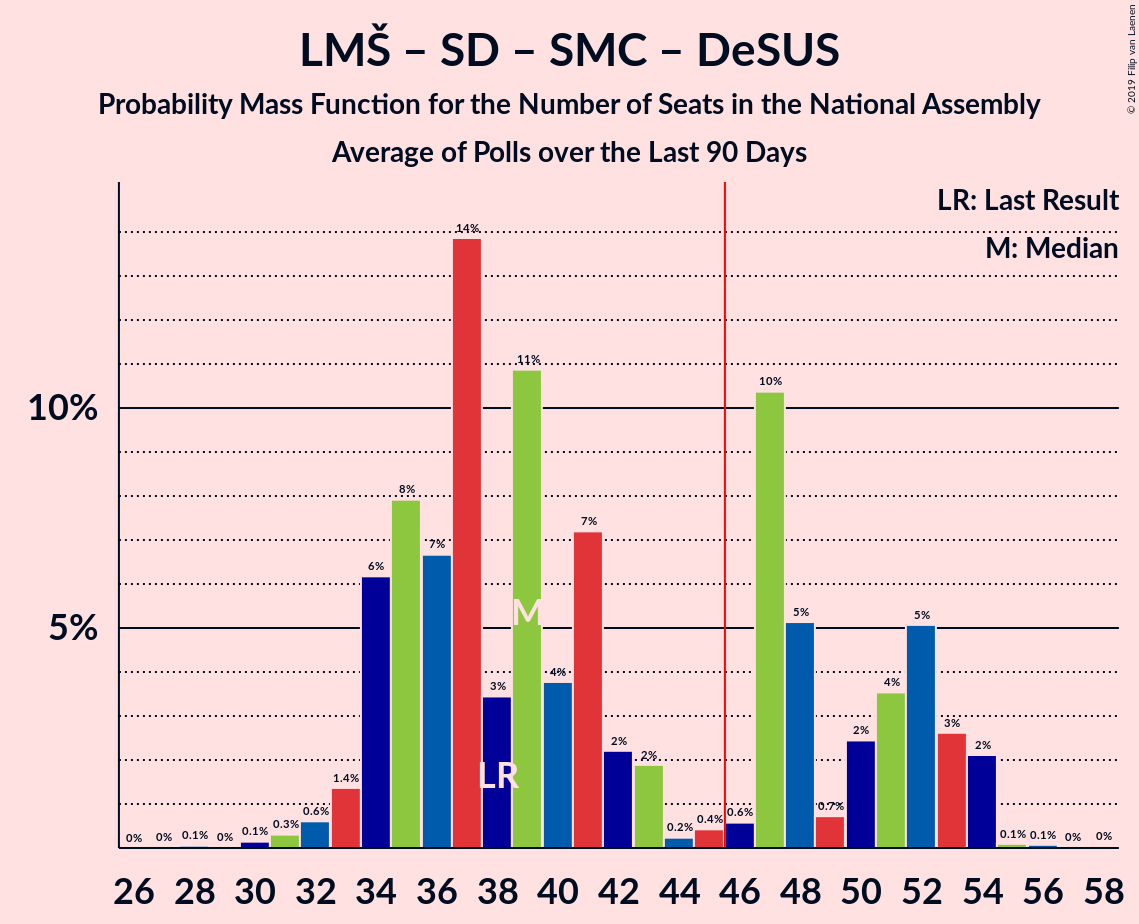 LMŠ – SD – SMC – DeSUS
Probability Mass Function for the Number of Seats in the National Assembly
Average of Polls over the Last 90 Days
© 2019 Filip van Laenen
LR: Last Result
M: Median
10%
5%
0% 0% 0.1% 0% 0.1% 0.3% 0.6% 1.4% 6% 8% 7% 14% 3% 11% 4% 7% 2% 2% 0.2% 0.4% 0.6% 10% 5% 0.7% 2% 4% 5% 3% 2% 0.1% 0.1% 0% 0%
M
LR
26 28 30 32 34 36 38 40 42 44 46 48 50 52 54 56 58